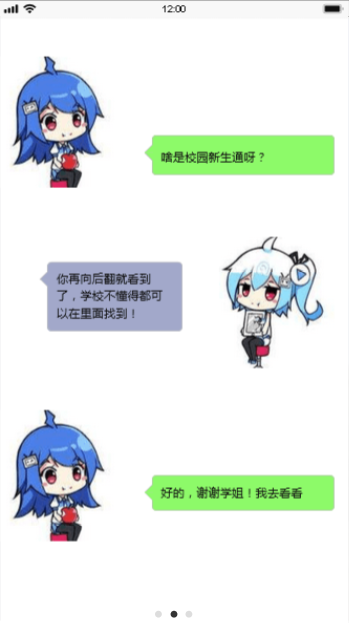 12:00
啥是校园新生通呀？
你再向后翻就看到
了，学校不懂得都可
以在里面找到！
好的，谢谢学姐！我去看看